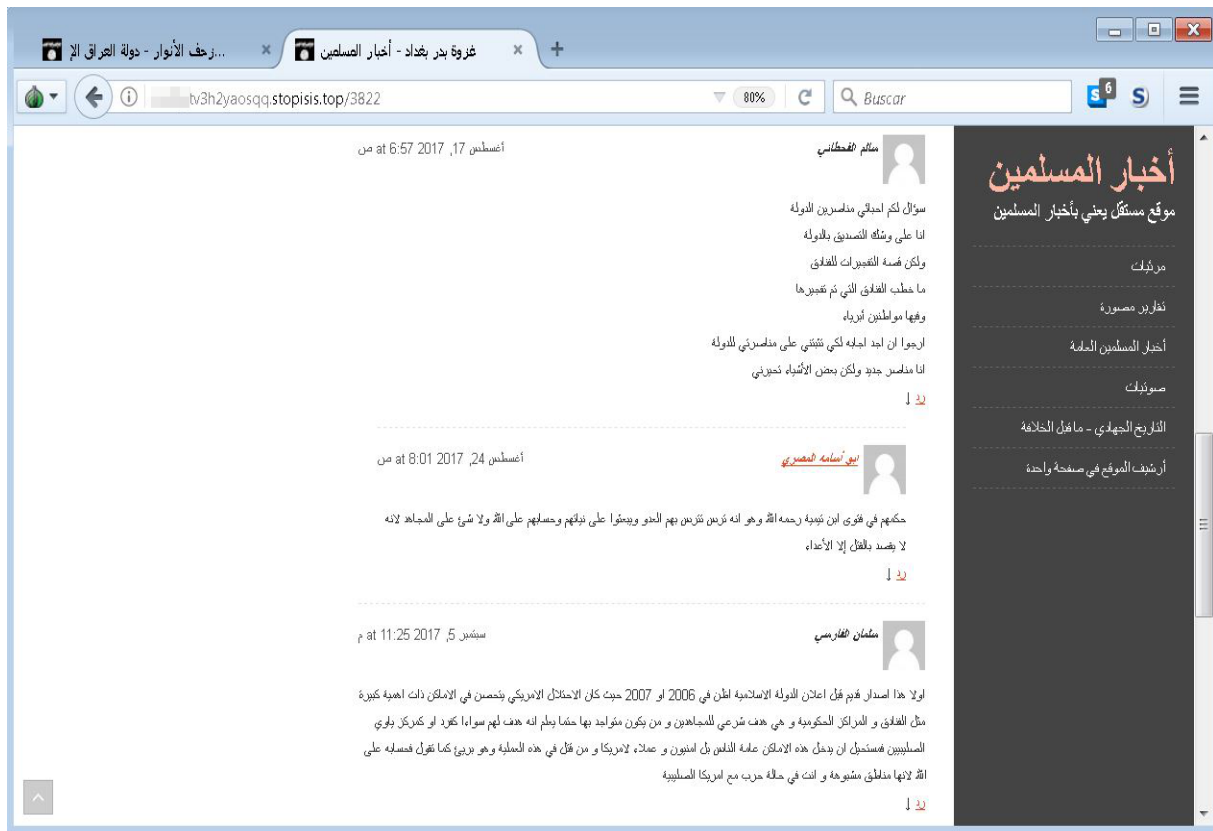 ...زحف الأنوار - دولة العراق الإ
غزوة بدر بغداد - أخبار المسلمين
tv3h2yaosqq.stopisis.top/3822
80%
Buscar
6
S
أخبار المسلمين
موقع مستقل يعني بأخبار المسلمين
مرئيات
تقارير مصورة
أخبار المسلمين العامة
صوتيات
التاريخ الجهادي - ماقبل الخلافة
أرشيف الموقع في صفحة واحدة
سالم القحطاني
أغسطس 17, 2017 at 6:57 ص
سؤال لكم احبائي مناصرين الدولة
انا على وشك التصديق بالدولة
ولكن قصة التفجيرات للفنادق
ما خطب الفنادق التي تم تفجيرها
وفيها مواطنين أبرياء
ارجوا ان اجد اجابه لكي تثبتني على مناصرتي للدولة
انا مناصر جديد ولكن بعض الأشياء تحيرني
رد ↓
ابو أسامه المصري
أغسطس 24, 2017 at 8:01 ص
حكمهم في فتوى ابن تيمية رحمه الله وهو انه ترس تترس بهم العدو ويبعثوا على نياتهم وحسابهم على الله ولا شئ على المجاهد لانه
لا يقصد بالقتل إلا الأعداء
رد ↓
سلمان الفارسي
سبتمبر 5, 2017 at 11:25 م
اولا هذا اصدار قديم قبل اعلان الدولة الاسلامية اظن في 2006 او 2007 حيث كان الاحتلال الامريكي يتحصن في الاماكن ذات اهمية كبيرة
مثل الفنادق و المراكز الحكومية و هي هدف شرعي للمجاهدين و من يكون متواجد بها حتما يعلم انه هدف لهم سواءا كفرد او كمركز ياوي
الصليبيين فمستحيل ان يدخل هذه الاماكن عامة الناس بل امنيون و عملاء لامريكا و من قتل في هذه العملية وهو بريئ كما تقول فحسابه على
الله لانها مناطق مشبوهة و انت في حالة حرب مع امريكا الصليبية
رد ↓